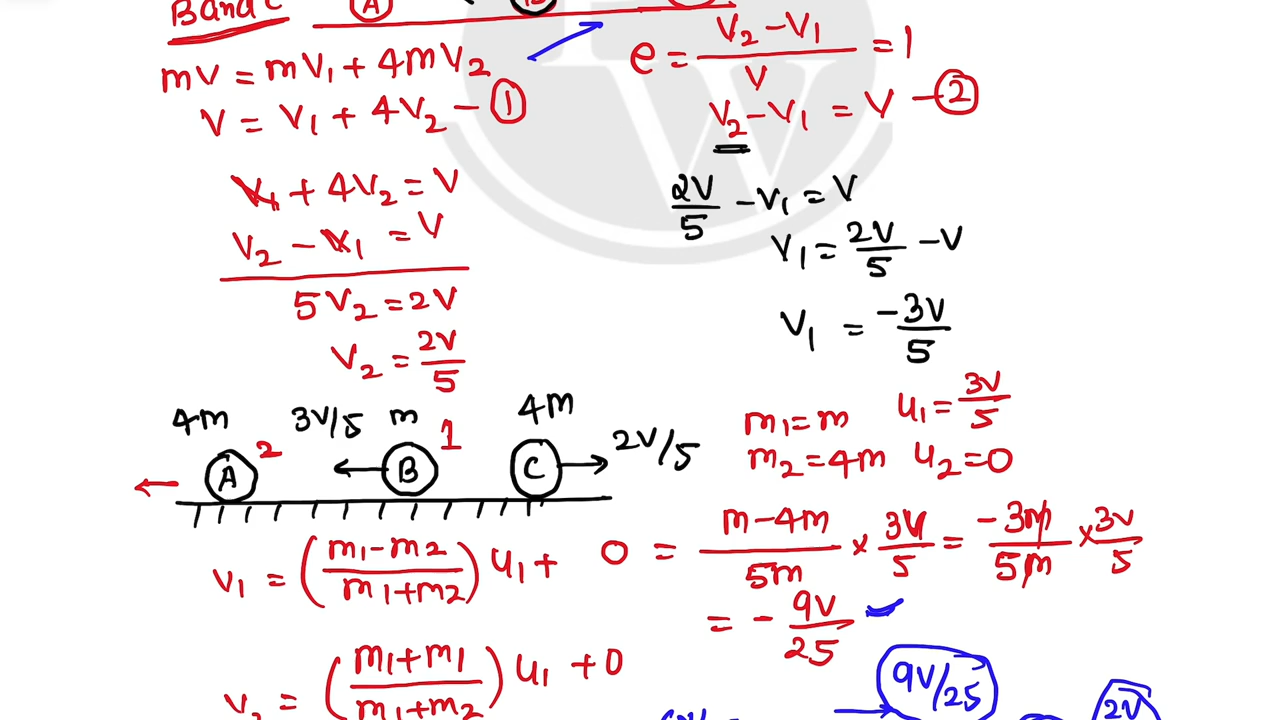 B and C A B
mV = mV₁ + 4mV₂
V = V₁ + 4V₂ – ①
e = (V₂ – V₁)/V = 1
V₂ – V₁ = V – ②
V₁ + 4V₂ = V
V₂ – V₁ = V
5V₂ = 2V
V₂ = 2V/5
2V/5 – V₁ = V
V₁ = 2V/5 – V
V₁ = –3V/5
4m 3V/5 m 4m
A 2 B 1 C 2V/5
m₁ = m u₁ = 3V/5
m₂ = 4m u₂ = 0
v₁ = ((m₁ – m₂)/(m₁ + m₂)) u₁ + 0 = (m – 4m)/5m × 3V/5 = –3m/5m × 3V/5
= – 9V/25
v₂ = ((m₁ + m₁)/(m₁ + m₂)) u₁ + 0
9V/25
2V